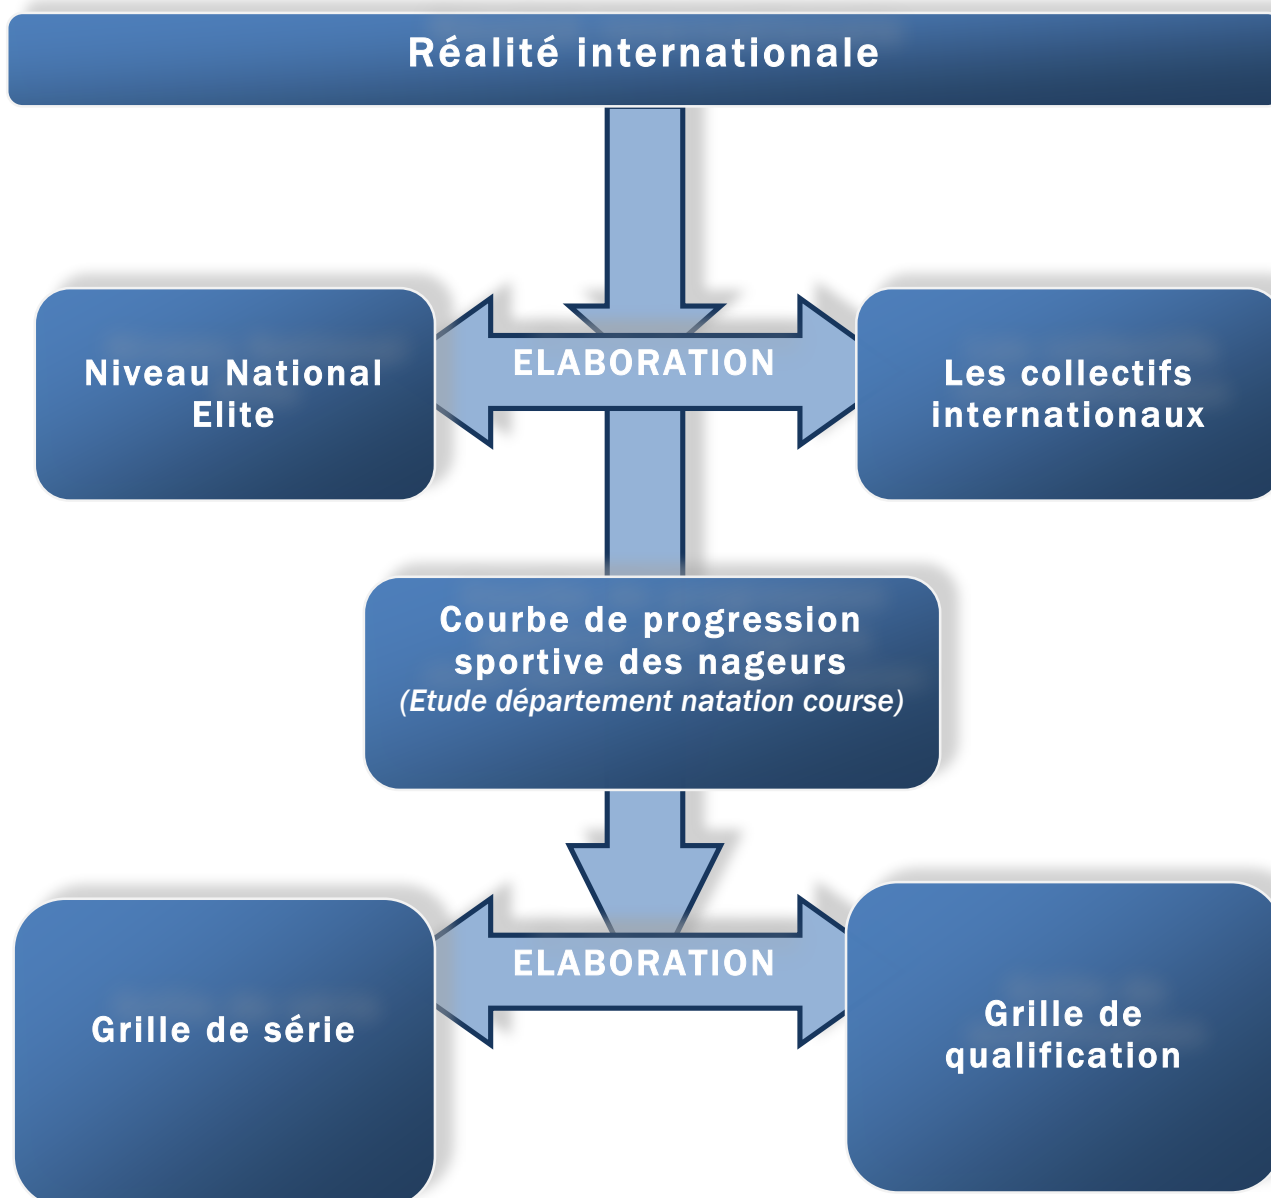 Réalité internationale
ELABORATION
Niveau National
Elite
Les collectifs
internationaux
Courbe de progression
sportive des nageurs
(Etude département natation course)
ELABORATION
Grille de série
Grille de
qualification